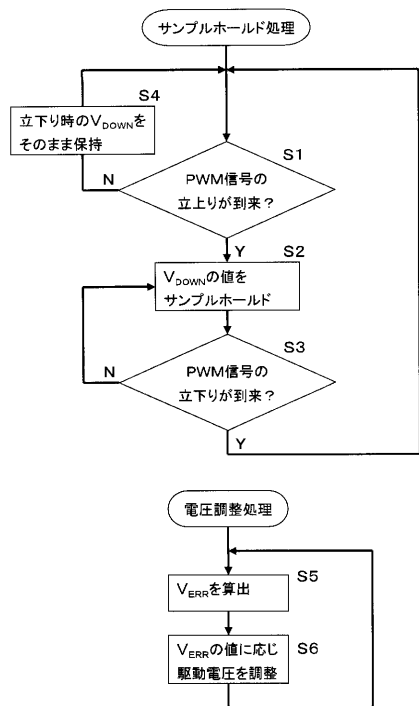 サンプルホールド処理
S4
立下り時のVDOWNを
そのまま保持
S1
N
PWM信号の
立上りが到来？
Y
S2
VDOWNの値を
サンプルホールド
S3
N
PWM信号の
立下りが到来？
Y
電圧調整処理
S5
VERRを算出
VERRの値に応じ
駆動電圧を調整
S6